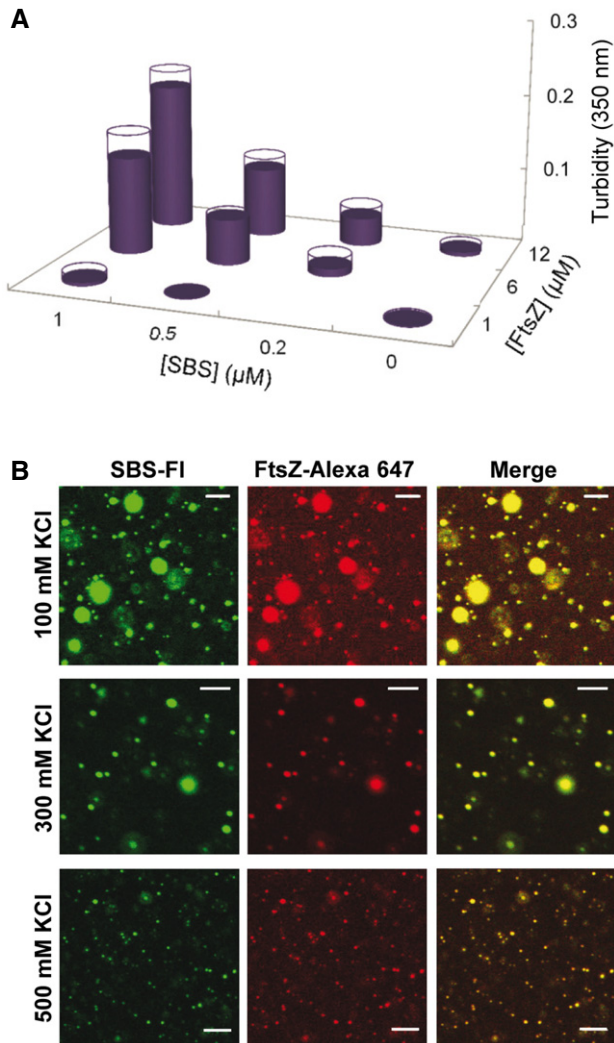 A
0.3
0.2
0.1
Turbidity (350 nm)
12
6
1
[FtsZ] (µM)
1
0.5
0.2
0
[SBS] (µM)
B
SBS-Fl FtsZ-Alexa 647 Merge
100 mM KCl
300 mM KCl
500 mM KCl